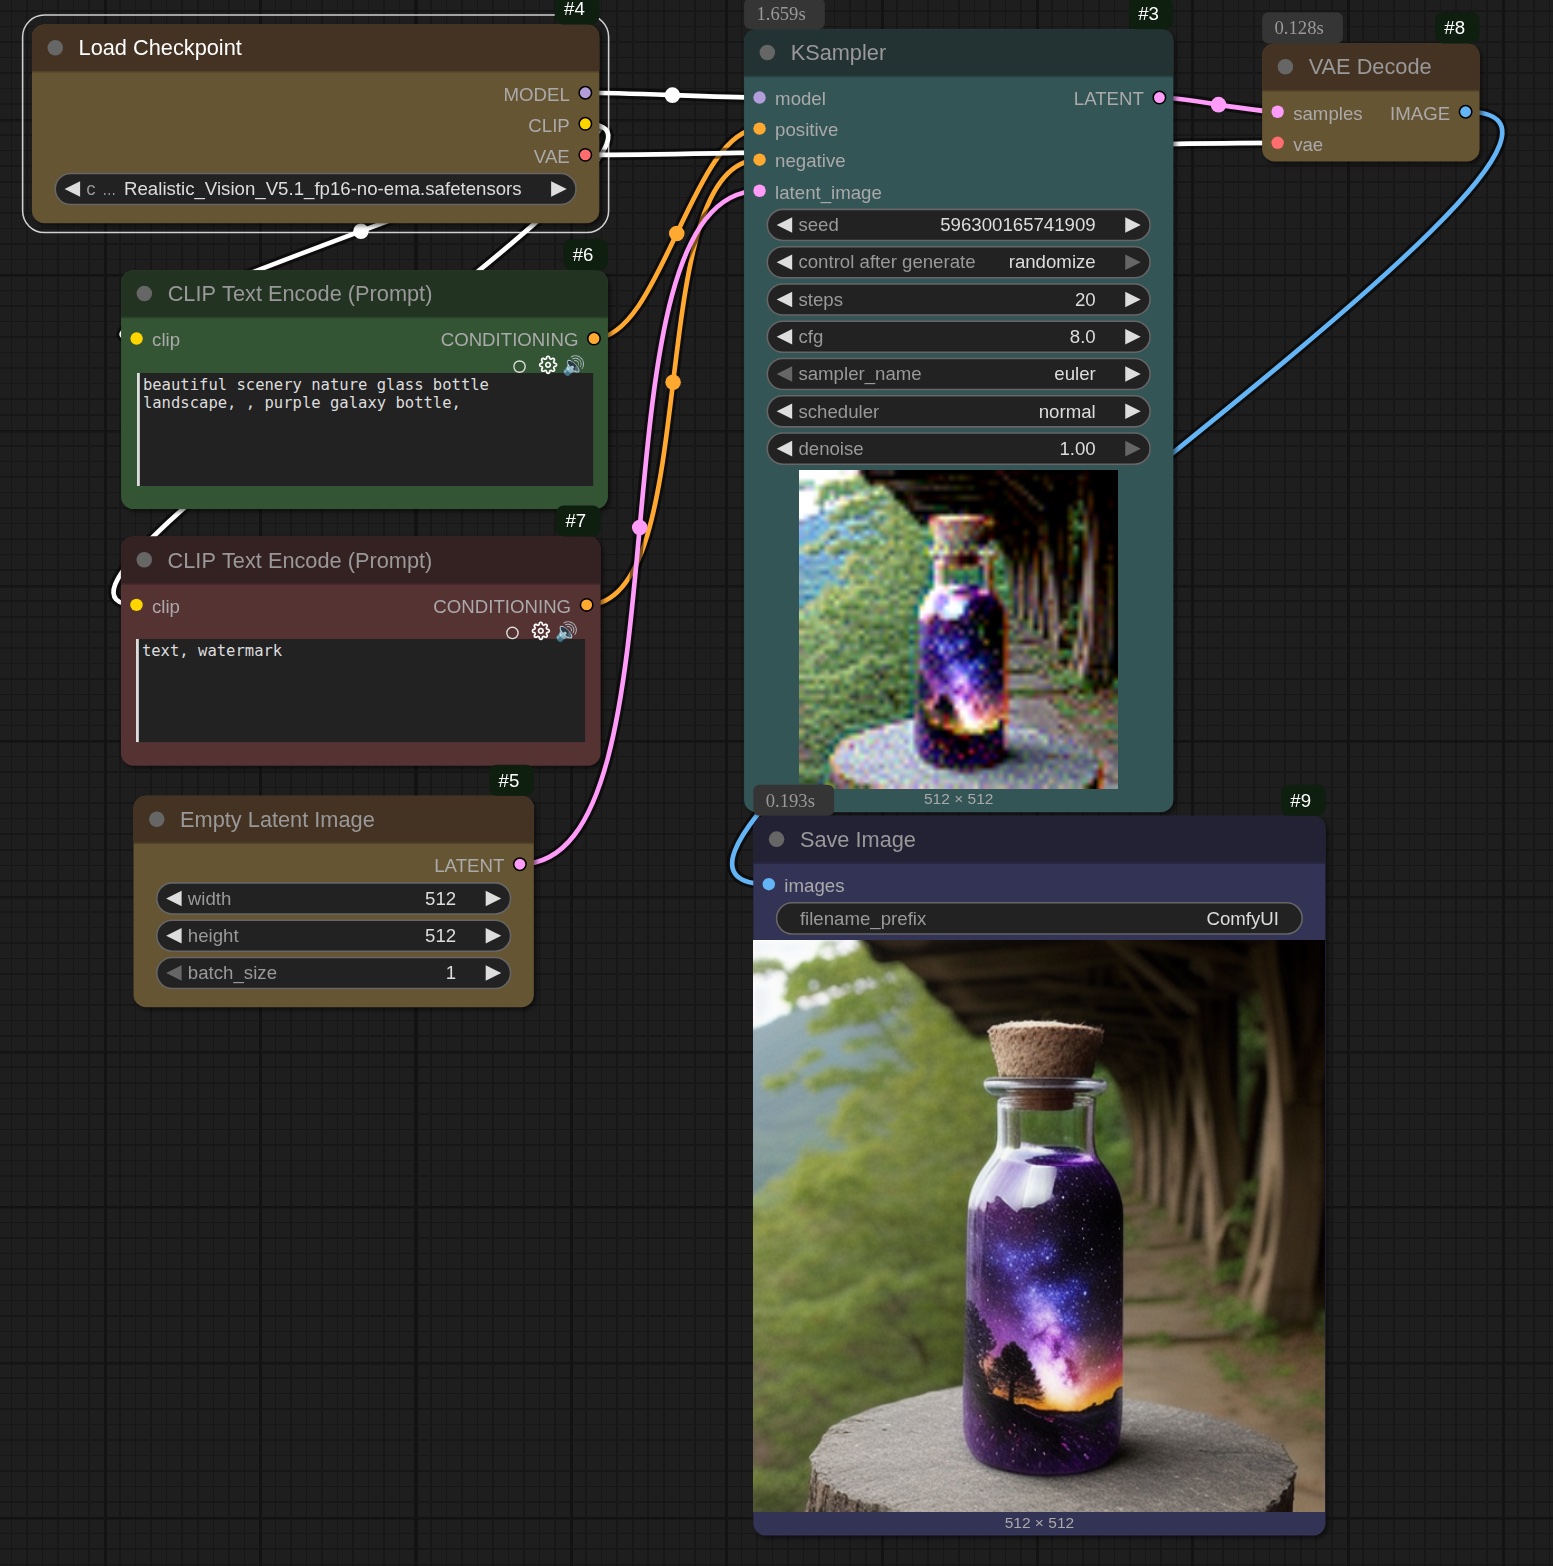 #4
Load Checkpoint
MODEL
CLIP
VAE
c ... Realistic_Vision_V5.1_fp16-no-ema.safetensors
#6
CLIP Text Encode (Prompt)
clip CONDITIONING
beautiful scenery nature glass bottle
landscape, , purple galaxy bottle,
#7
CLIP Text Encode (Prompt)
clip CONDITIONING
text, watermark
#5
Empty Latent Image
LATENT
width 512
height 512
batch_size 1
1.659s #3
KSampler
model LATENT
positive
negative
latent_image
seed 596300165741909
control after generate randomize
steps 20
cfg 8.0
sampler_name euler
scheduler normal
denoise 1.00
512 × 512
0.128s #8
VAE Decode
samples IMAGE
vae
0.193s #9
Save Image
images
filename_prefix ComfyUI
512 × 512